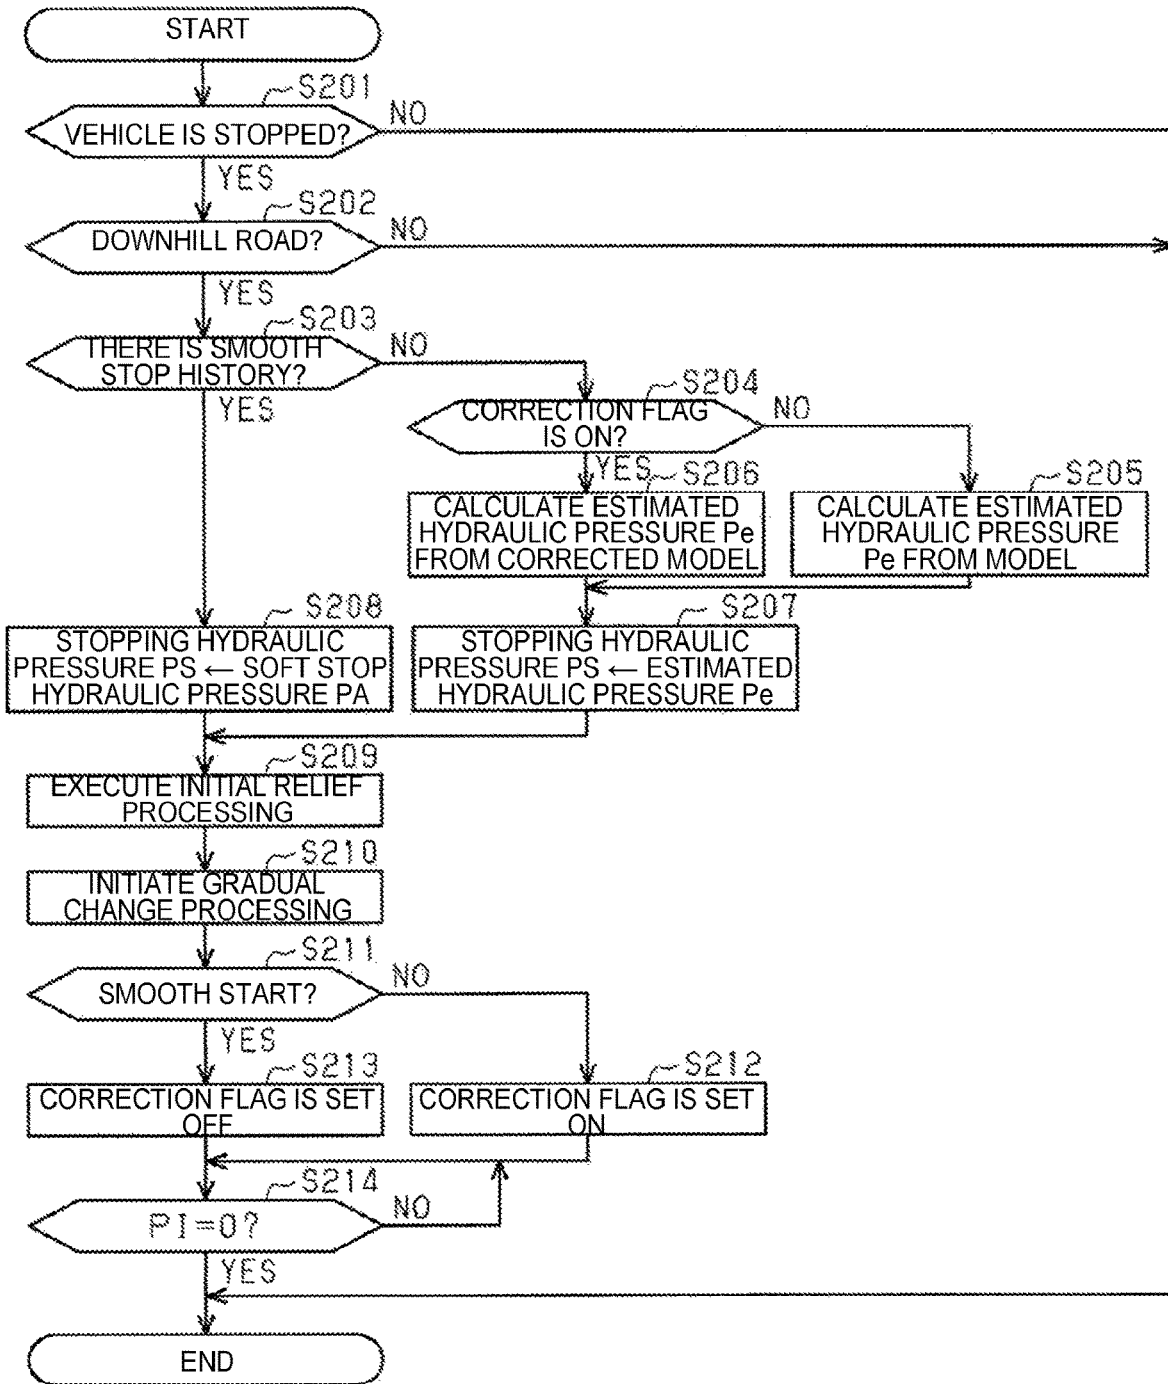 START
S201
VEHICLE IS STOPPED?
NO
YES
S202
DOWNHILL ROAD?
NO
YES
S203
THERE IS SMOOTH
STOP HISTORY?
NO
YES
S204
CORRECTION FLAG
IS ON?
NO
YES
S206
CALCULATE ESTIMATED
HYDRAULIC PRESSURE Pe
FROM CORRECTED MODEL
S205
CALCULATE ESTIMATED
HYDRAULIC PRESSURE
Pe FROM MODEL
S208
STOPPING HYDRAULIC
PRESSURE PS ← SOFT STOP
HYDRAULIC PRESSURE PA
S207
STOPPING HYDRAULIC
PRESSURE PS ← ESTIMATED
HYDRAULIC PRESSURE Pe
S209
EXECUTE INITIAL RELIEF
PROCESSING
S210
INITIATE GRADUAL
CHANGE PROCESSING
S211
SMOOTH START?
NO
YES
S213
CORRECTION FLAG IS SET
OFF
S212
CORRECTION FLAG IS SET
ON
S214
PI=0?
NO
YES
END